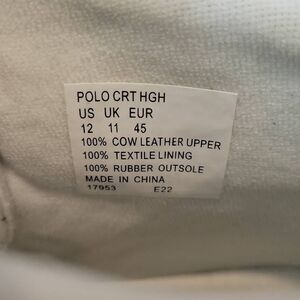 POLO CRT HGH
US UK EUR
12 11 45
100% COW LEATHER UPPER
100% TEXTILE LINING
100% RUBBER OUTSOLE
MADE IN CHINA
17953 E22